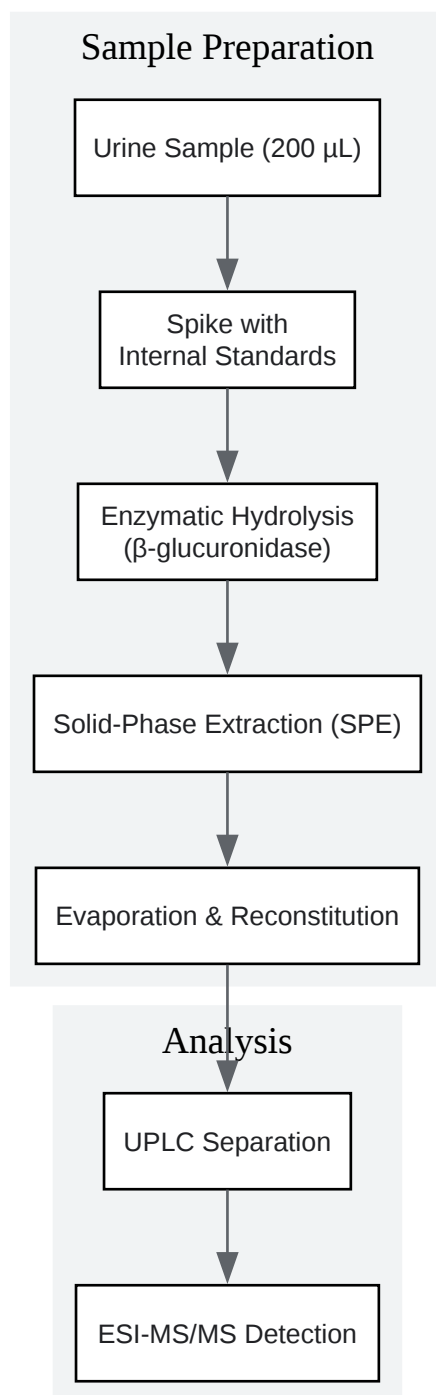 Sample Preparation
Urine Sample (200 µL)
Spike with
Internal Standards
Enzymatic Hydrolysis
(β-glucuronidase)
Solid-Phase Extraction (SPE)
Evaporation & Reconstitution
Analysis
UPLC Separation
ESI-MS/MS Detection